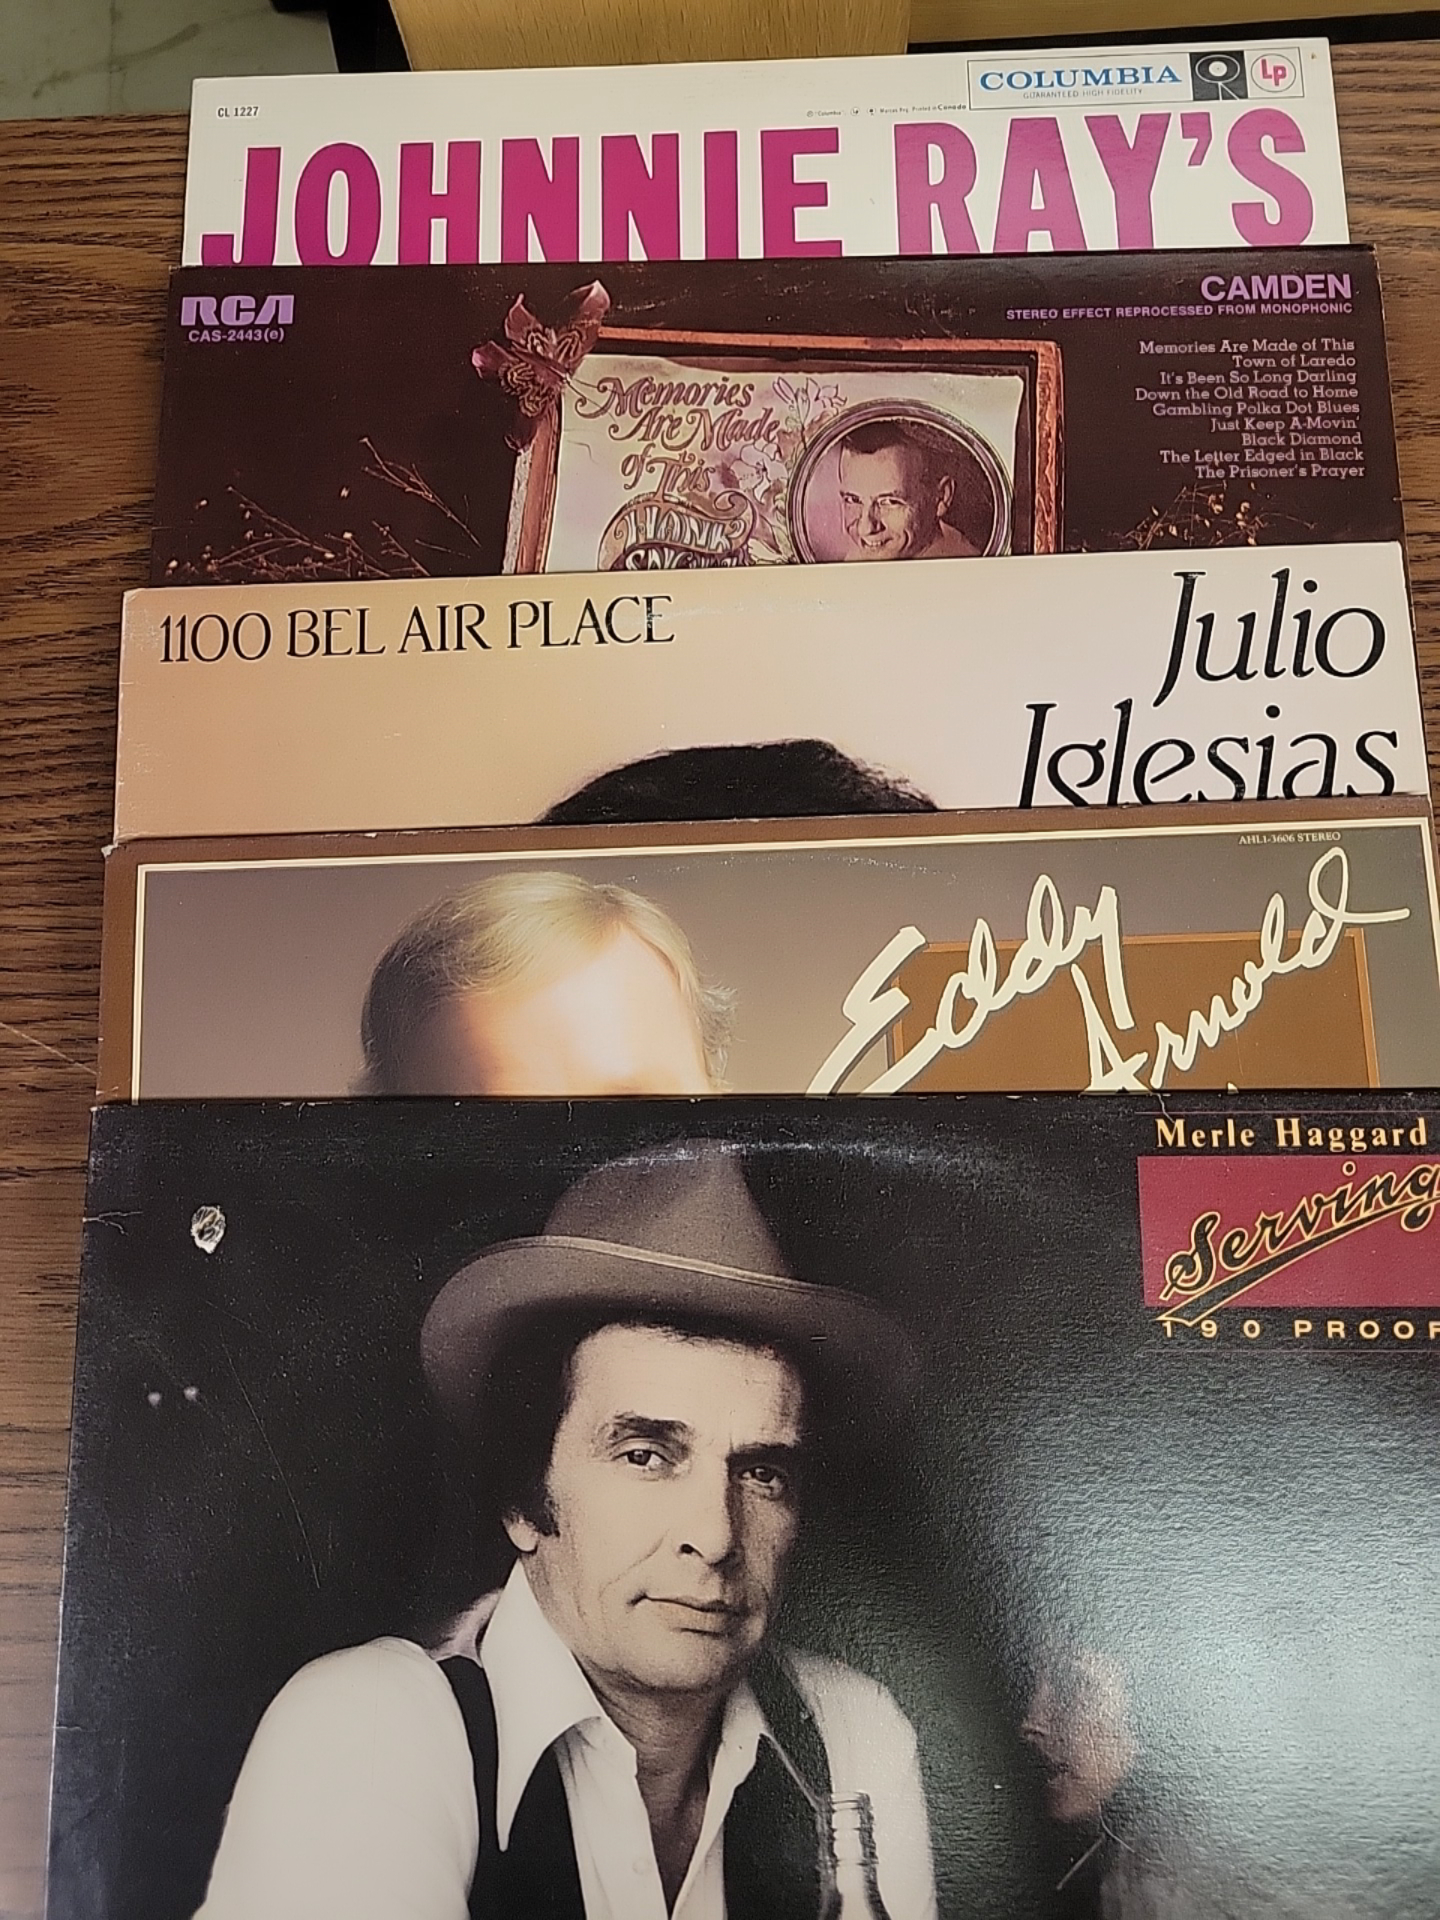 COLUMBIA
GUARANTEED HIGH FIDELITY
Lp
CL 1227
JOHNNIE RAY'S
RCA
CAS-2443(e)
CAMDEN
STEREO EFFECT REPROCESSED FROM MONOPHONIC
Memories Are Made of This
Town of Laredo
It's Been So Long Darling
Down the Old Road to Home
Gambling Polka Dot Blues
Just Keep A-Movin'
Black Diamond
The Letter Edged in Black
The Prisoner's Prayer
Memories
Are Made
of This
HANK
SNOW
1100 BEL AIR PLACE
Julio
Iglesias
AHL1-3606 STEREO
Eddy
Arnold
Merle Haggard
Serving
190 PROOF